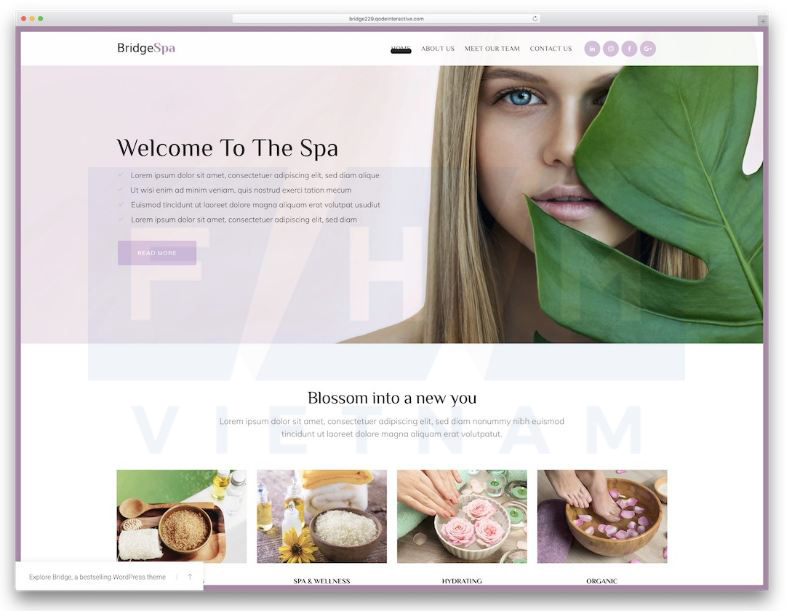 bridge229.qodeinteractive.com
BridgeSpa
HOME ABOUT US MEET OUR TEAM CONTACT US
Welcome To The Spa
Lorem ipsum dolor sit amet, consectetuer adipiscing elit, sed diam alique
Ut wisi enim ad minim veniam, quis nostrud exerci tation mecum
Euismod tincidunt ut laoreet dolore magna aliquam erat volutpat usudiut
Lorem ipsum dolor sit amet, consectetuer adipiscing elit, sed diam
READ MORE
F H M
VIETNAM
Blossom into a new you
Lorem ipsum dolor sit amet, consectetuer adipiscing elit, sed diam nonummy nibh euismod
tincidunt ut laoreet dolore magna aliquam erat volutpat.
SPA & WELLNESS HYDRATING ORGANIC
Explore Bridge, a bestselling WordPress theme